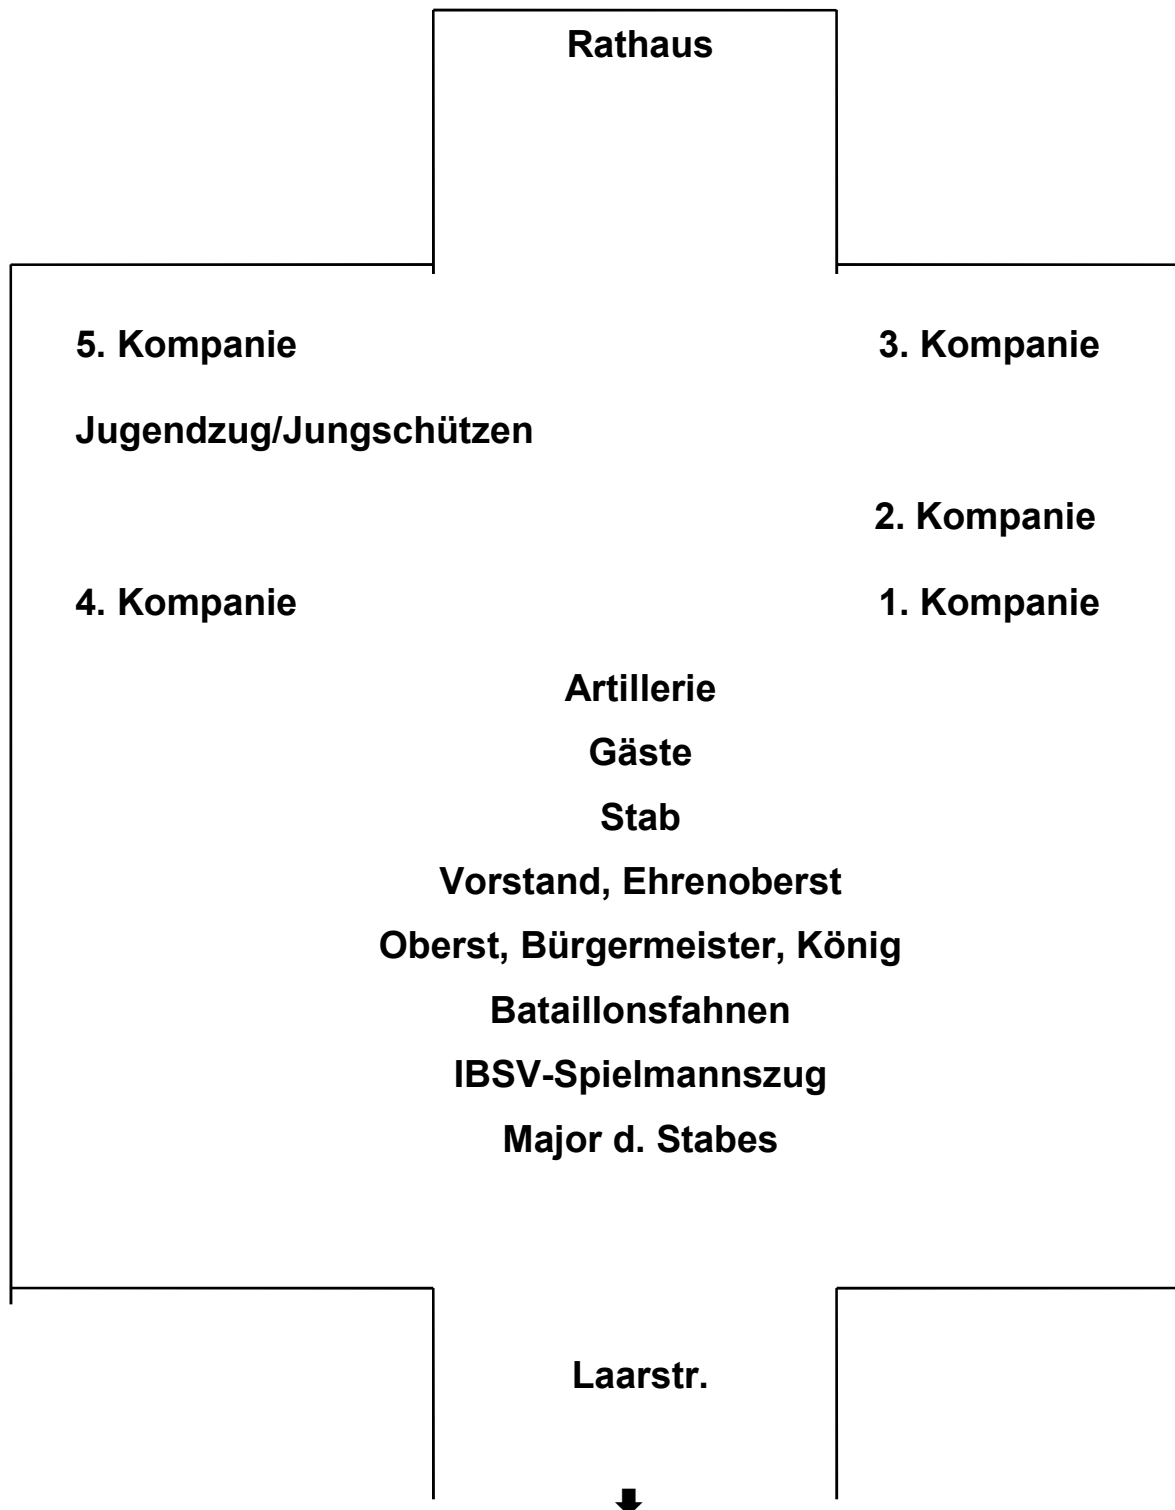 Rathaus
5. Kompanie
3. Kompanie
Jugendzug/Jungschützen
2. Kompanie
4. Kompanie
1. Kompanie
Artillerie
Gäste
Stab
Vorstand, Ehrenoberst
Oberst, Bürgermeister, König
Bataillonsfahnen
IBSV-Spielmannszug
Major d. Stabes
Laarstr.